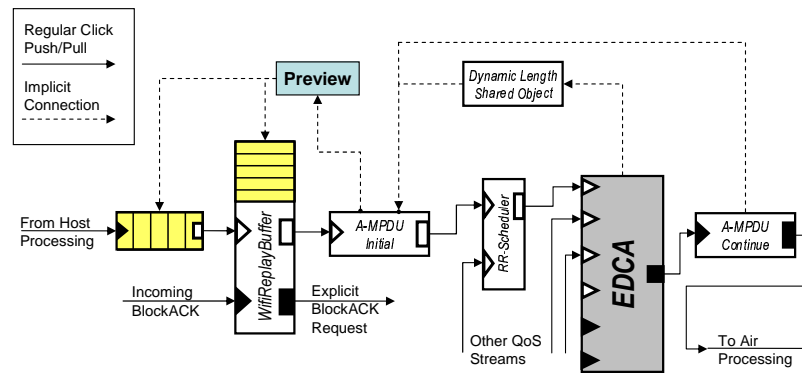 Regular Click
Push/Pull
Implicit
Connection
Preview
Dynamic Length
Shared Object
From Host
Processing
WifiReplayBuffer
A-MPDU
Initial
RR-Scheduler
EDCA
A-MPDU
Continue
Incoming
BlockACK
Explicit
BlockACK
Request
Other QoS
Streams
To Air
Processing